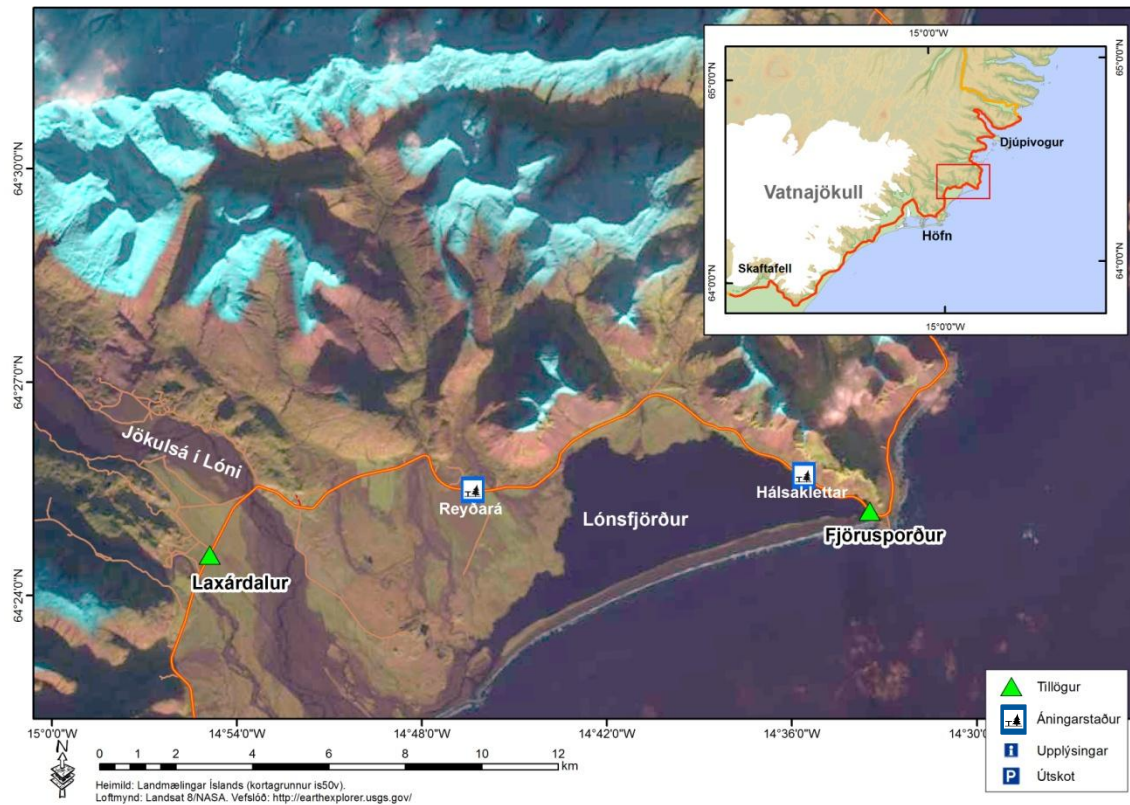 15°0'0"W
65°0'0"N
65°0'0"N
Djúpivogur
Vatnajökull
Höfn
Skaftafell
64°0'0"N
64°0'0"N
15°0'0"W
64°30'0"N
64°27'0"N
64°24'0"N
Jökulsá í Lóni
Reyðará
Hálsaklettar
Lónsfjörður
Fjörusporður
Laxárdalur
Tillögur
Áningarstaður
i Upplýsingar
P Útskot
15°0'0"W 14°54'0"W 14°48'0"W 14°42'0"W 14°36'0"W 14°30'0"W
N
0 1 2 4 6 8 10 12
km
Heimild: Landmælingar Íslands (kortagrunnur is50v).
Loftmynd: Landsat 8/NASA. Vefslóð: http://earthexplorer.usgs.gov/